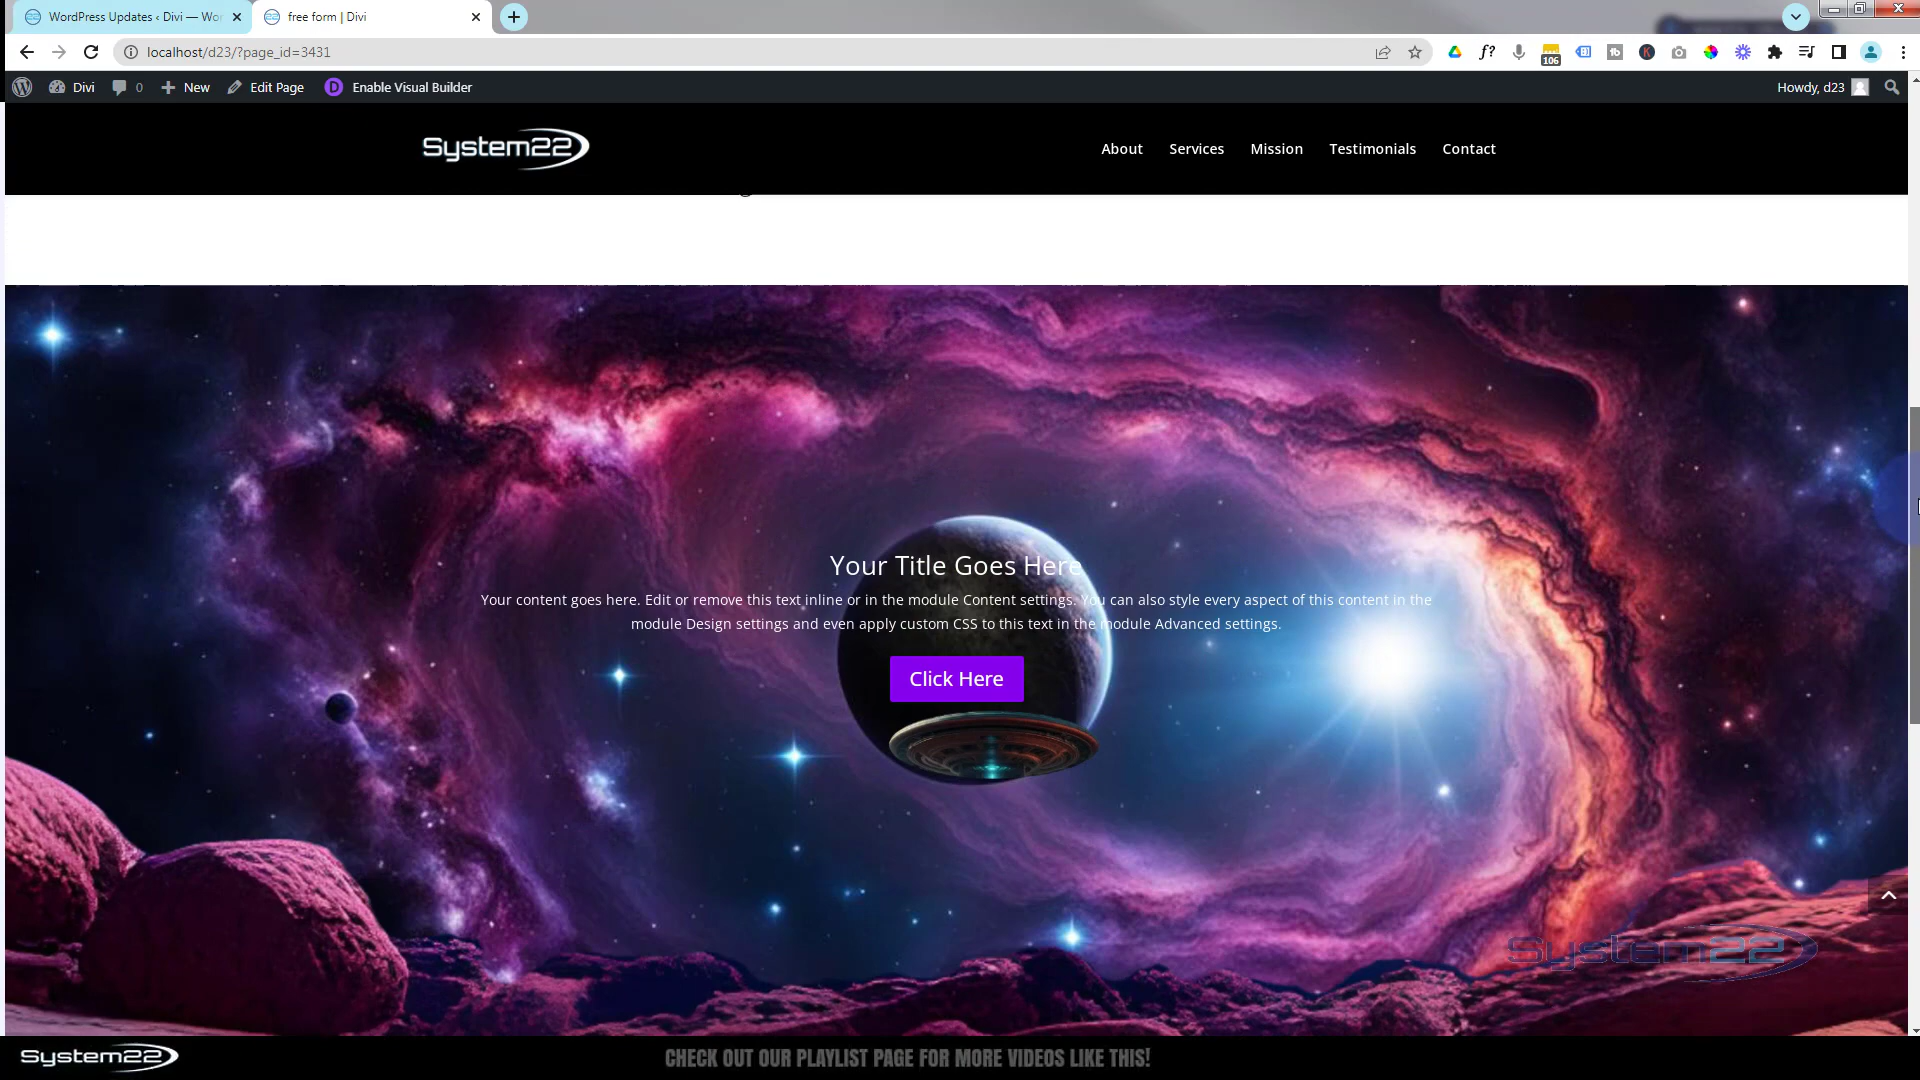 WordPress Updates ‹ Divi — Wor
free form | Divi
localhost/d23/?page_id=3431
f?
106
Divi
0
New
Edit Page
D
Enable Visual Builder
Howdy, d23
System22
About
Services
Mission
Testimonials
Contact
Your Title Goes Here
Your content goes here. Edit or remove this text inline or in the module Content settings. You can also style every aspect of this content in the
module Design settings and even apply custom CSS to this text in the module Advanced settings.
Click Here
System22
System22
CHECK OUT OUR PLAYLIST PAGE FOR MORE VIDEOS LIKE THIS!